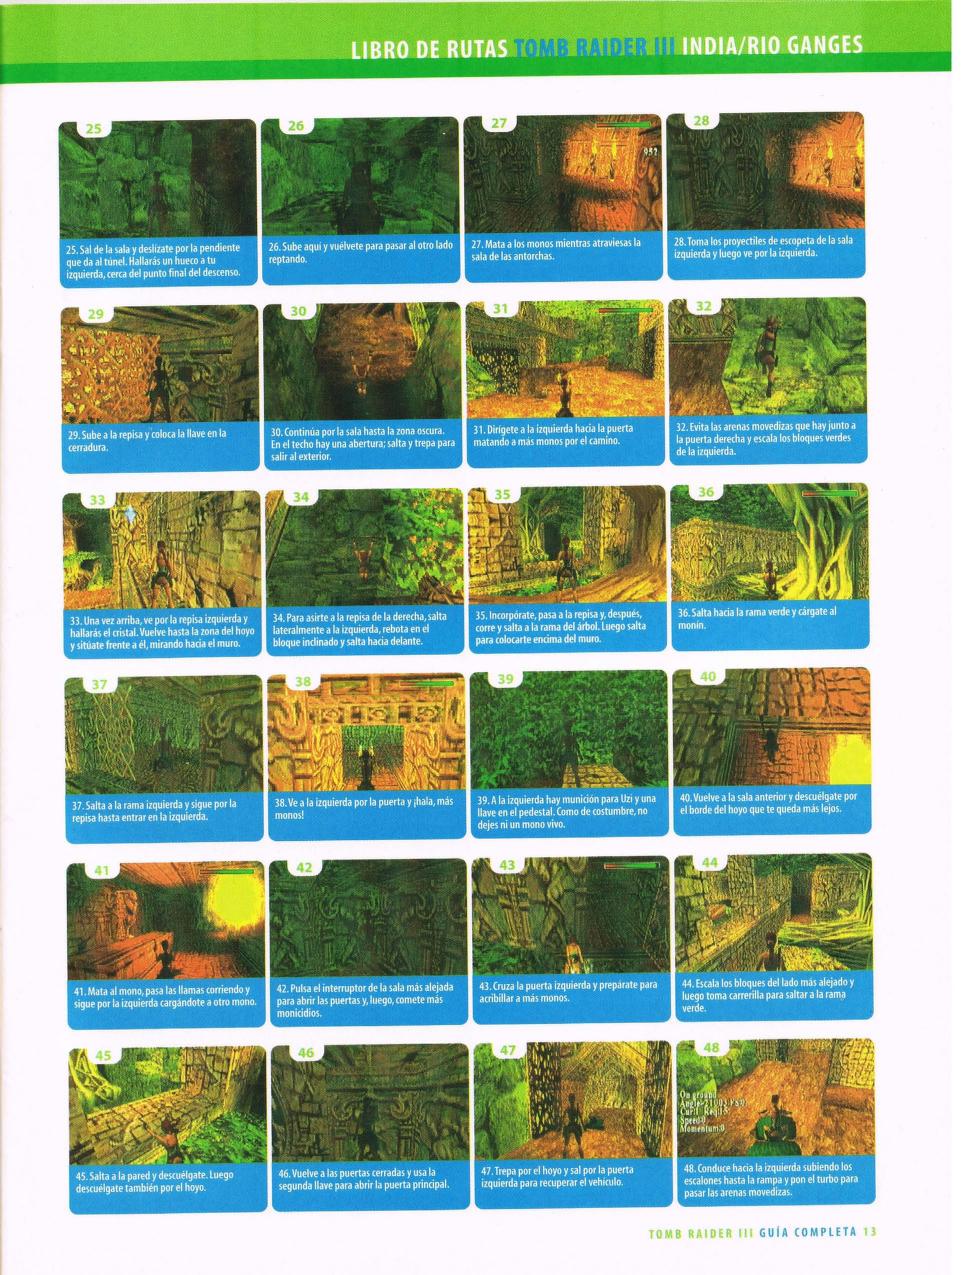 LIBRO DE RUTAS TOMB RAIDER III INDIA/RIO GANGES
25
25. Sal de la sala y deslízate por la pendiente
que da al túnel. Hallarás un hueco a tu
izquierda, cerca del punto final del descenso.
26
26. Sube aquí y vuélvete para pasar al otro lado
reptando.
27
952
27. Mata a los monos mientras atraviesas la
sala de las antorchas.
28
28. Toma los proyectiles de escopeta de la sala
izquierda y luego ve por la izquierda.
29
29. Sube a la repisa y coloca la llave en la
cerradura.
30
30. Continúa por la sala hasta la zona oscura.
En el techo hay una abertura; salta y trepa para
salir al exterior.
31
31. Dirígete a la izquierda hacia la puerta
matando a más monos por el camino.
32
32. Evita las arenas movedizas que hay junto a
la puerta derecha y escala los bloques verdes
de la izquierda.
33
33. Una vez arriba, ve por la repisa izquierda y
hallarás el cristal. Vuelve hasta la zona del hoyo
y sitúate frente a él, mirando hacia el muro.
34
34. Para asirte a la repisa de la derecha, salta
lateralmente a la izquierda, rebota en el
bloque inclinado y salta hacia delante.
35
35. Incorpórate, pasa a la repisa y, después,
corre y salta a la rama del árbol. Luego salta
para colocarte encima del muro.
36
36. Salta hacia la rama verde y cárgate al
monín.
37
37. Salta a la rama izquierda y sigue por la
repisa hasta entrar en la izquierda.
38
38. Ve a la izquierda por la puerta y ¡hala, más
monos!
39
39. A la izquierda hay munición para Uzi y una
llave en el pedestal. Como de costumbre, no
dejes ni un mono vivo.
40
40. Vuelve a la sala anterior y descuélgate por
el borde del hoyo que te queda más lejos.
41
41. Mata al mono, pasa las llamas corriendo y
sigue por la izquierda cargándote a otro mono.
42
42. Pulsa el interruptor de la sala más alejada
para abrir las puertas y, luego, comete más
monicidios.
43
43. Cruza la puerta izquierda y prepárate para
acribillar a más monos.
44
44. Escala los bloques del lado más alejado y
luego toma carrerilla para saltar a la rama
verde.
45
45. Salta a la pared y descuélgate. Luego
descuélgate también por el hoyo.
46
46. Vuelve a las puertas cerradas y usa la
segunda llave para abrir la puerta principal.
47
47. Trepa por el hoyo y sal por la puerta
izquierda para recuperar el vehículo.
48
On ground
Speed:0
Momentum:0
48. Conduce hacia la izquierda subiendo los
escalones hasta la rampa y pon el turbo para
pasar las arenas movedizas.
TOMB RAIDER III GUÍA COMPLETA 13